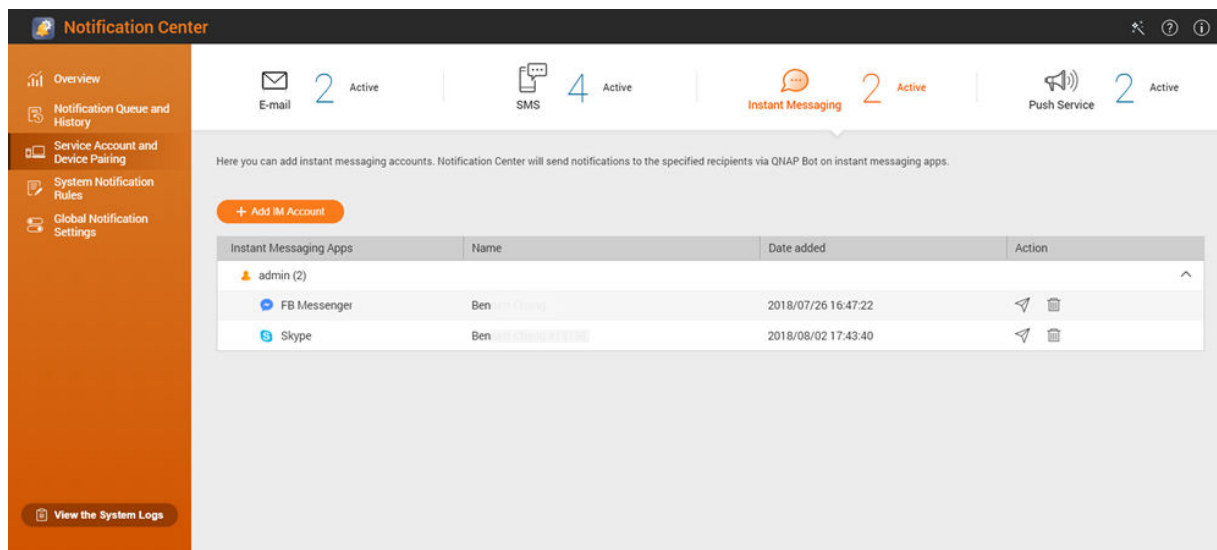 Notification Center
Overview
Notification Queue and
History
Service Account and
Device Pairing
System Notification
Rules
Global Notification
Settings
View the System Logs
E-mail 2 Active
SMS 4 Active
Instant Messaging 2 Active
Push Service 2 Active
Here you can add instant messaging accounts. Notification Center will send notifications to the specified recipients via QNAP Bot on instant messaging apps.
+ Add IM Account
Instant Messaging Apps Name Date added Action
admin (2)
FB Messenger Ben 2018/07/26 16:47:22
Skype Ben 2018/08/02 17:43:40